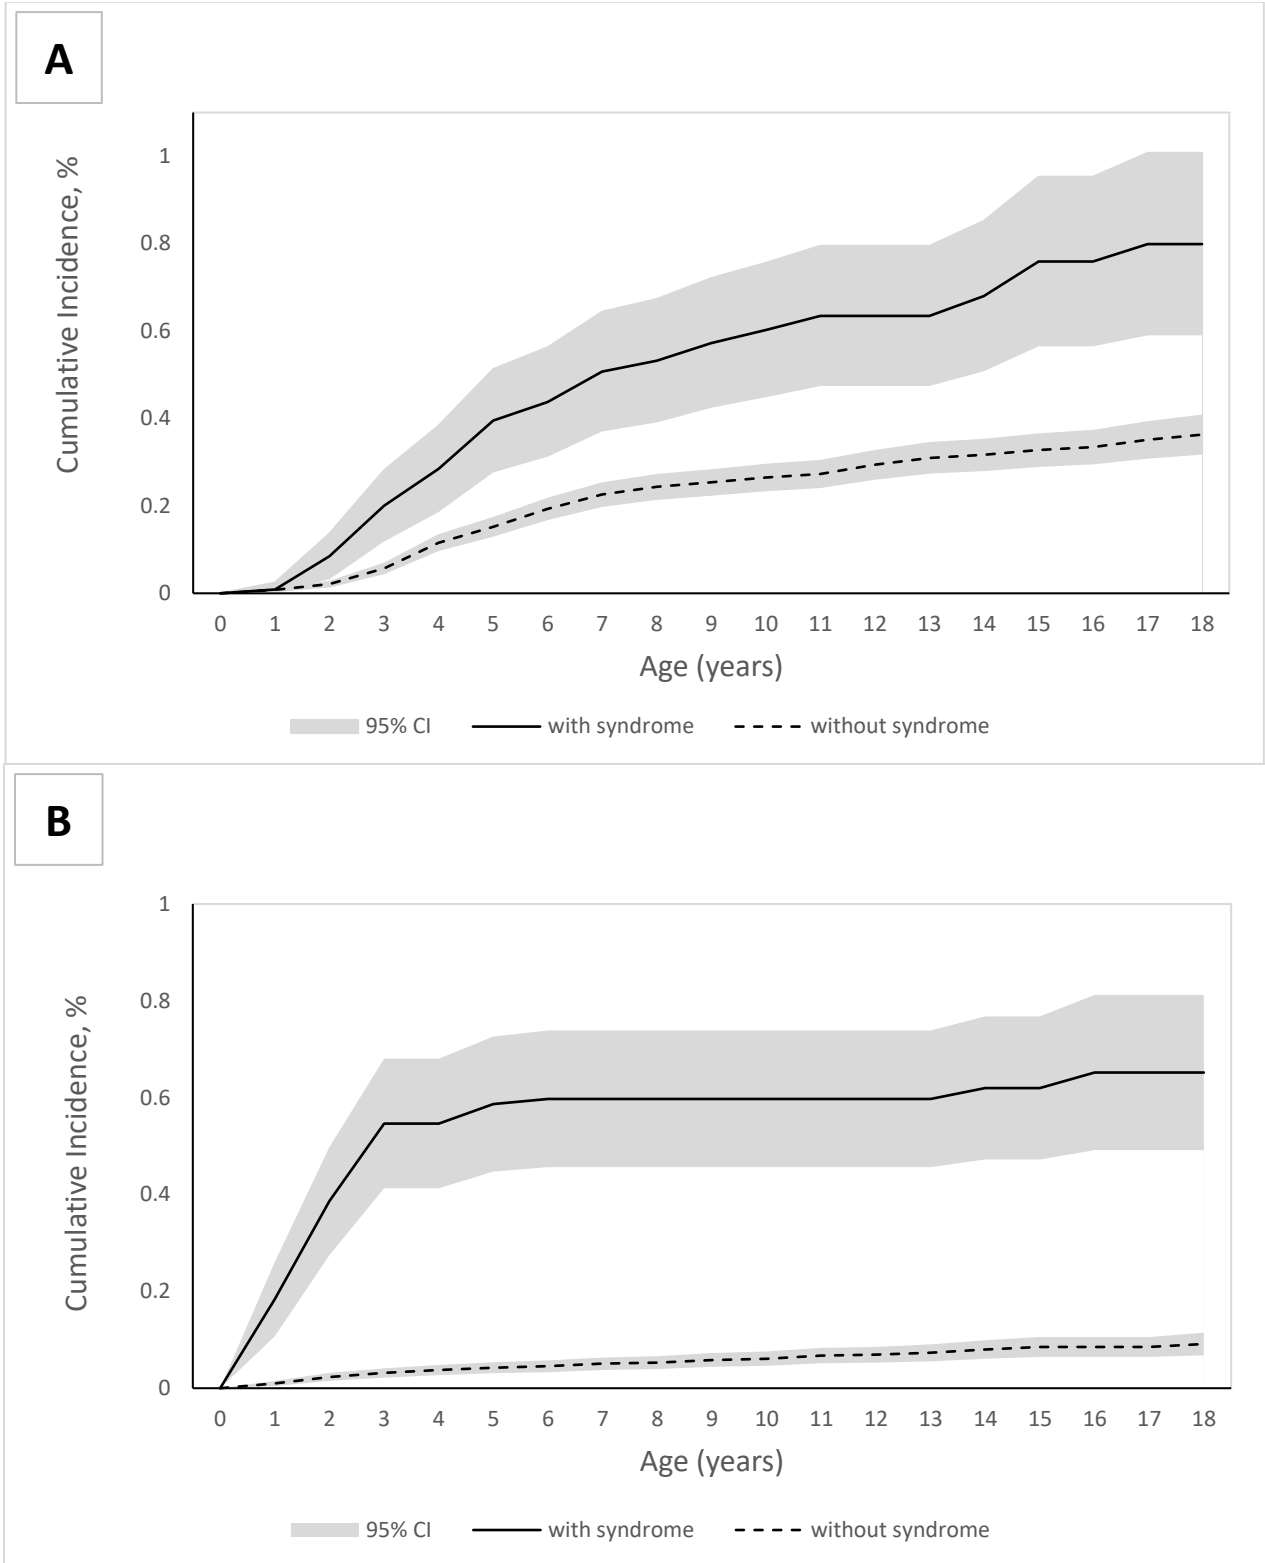 A
Cumulative Incidence, %
1
0.8
0.6
0.4
0.2
0
0 1 2 3 4 5 6 7 8 9 10 11 12 13 14 15 16 17 18
Age (years)
95% CI with syndrome without syndrome
B
Cumulative Incidence, %
1
0.8
0.6
0.4
0.2
0
0 1 2 3 4 5 6 7 8 9 10 11 12 13 14 15 16 17 18
Age (years)
95% CI with syndrome without syndrome